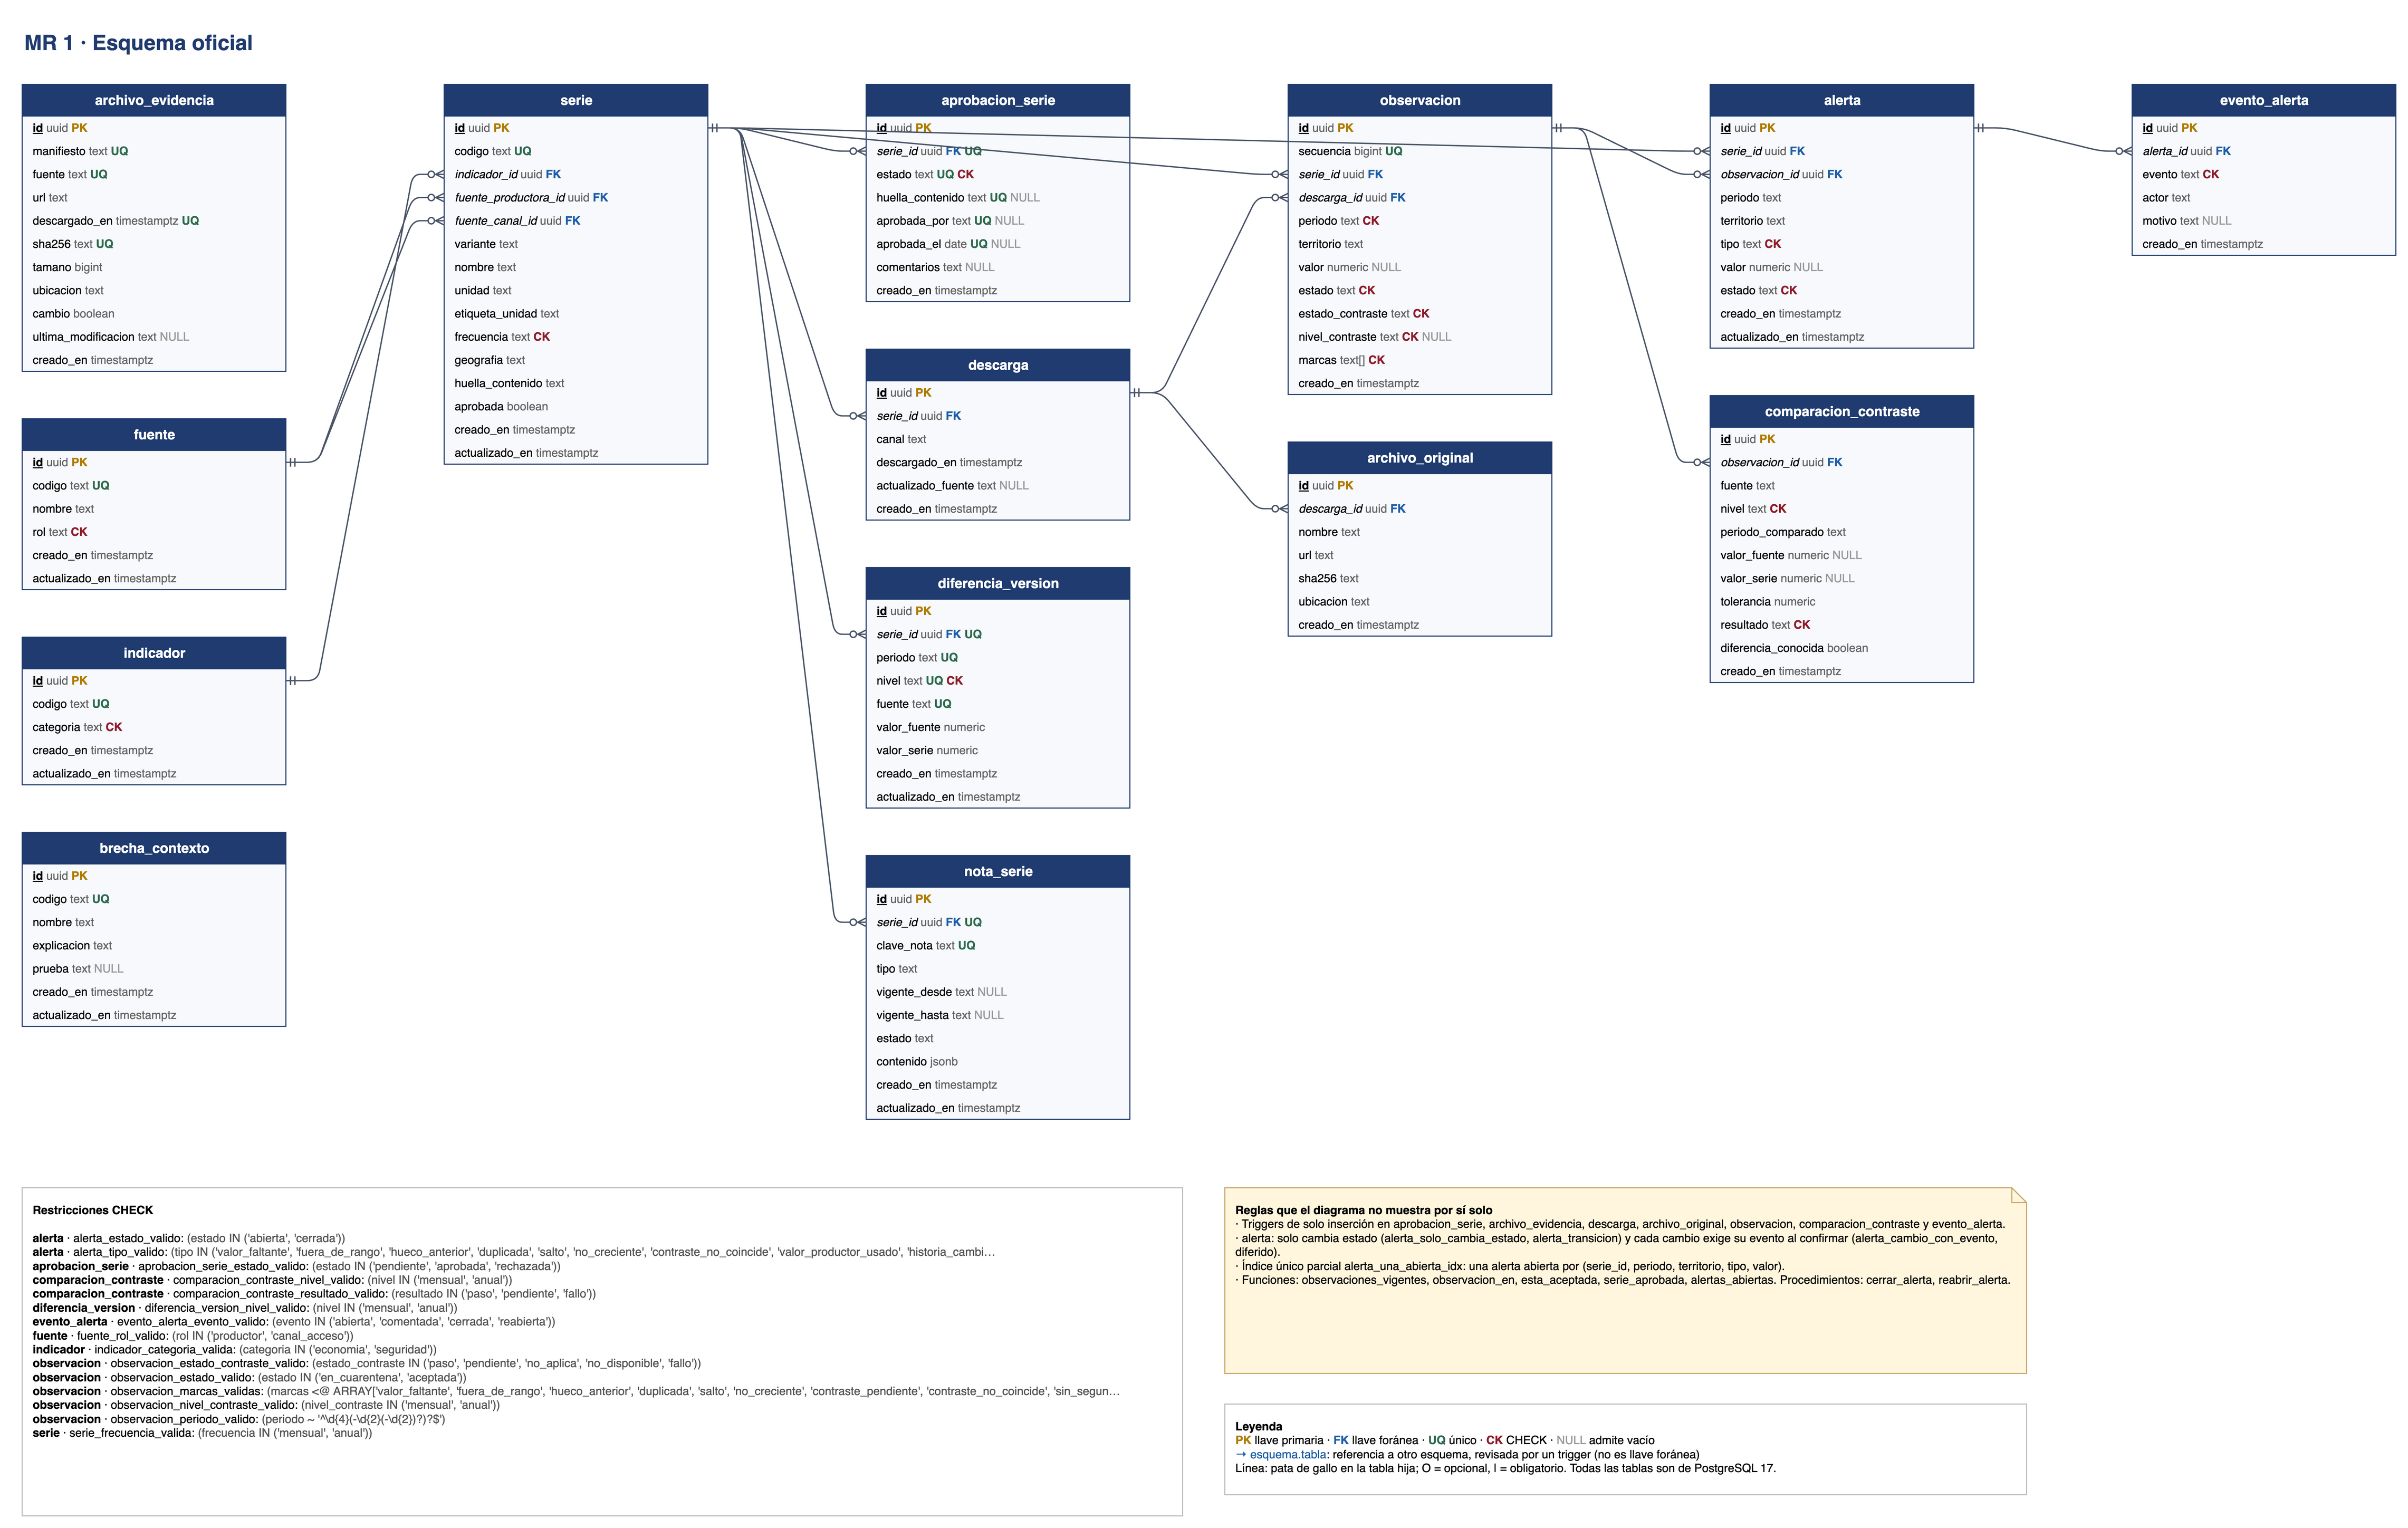 MR 1 · Esquema oficial
archivo_evidencia
id uuid PK
manifiesto text UQ
fuente text UQ
url text
descargado_en timestamptz UQ
sha256 text UQ
tamano bigint
ubicacion text
cambio boolean
ultima_modificacion text NULL
creado_en timestamptz
fuente
id uuid PK
codigo text UQ
nombre text
rol text CK
creado_en timestamptz
actualizado_en timestamptz
indicador
id uuid PK
codigo text UQ
categoria text CK
creado_en timestamptz
actualizado_en timestamptz
brecha_contexto
id uuid PK
codigo text UQ
nombre text
explicacion text
prueba text NULL
creado_en timestamptz
actualizado_en timestamptz
serie
id uuid PK
codigo text UQ
indicador_id uuid FK
fuente_productora_id uuid FK
fuente_canal_id uuid FK
variante text
nombre text
unidad text
etiqueta_unidad text
frecuencia text CK
geografia text
huella_contenido text
aprobada boolean
creado_en timestamptz
actualizado_en timestamptz
aprobacion_serie
id uuid PK
serie_id uuid FK UQ
estado text UQ CK
huella_contenido text UQ NULL
aprobada_por text UQ NULL
aprobada_el date UQ NULL
comentarios text NULL
creado_en timestamptz
descarga
id uuid PK
serie_id uuid FK
canal text
descargado_en timestamptz
actualizado_fuente text NULL
creado_en timestamptz
diferencia_version
id uuid PK
serie_id uuid FK UQ
periodo text UQ
nivel text UQ CK
fuente text UQ
valor_fuente numeric
valor_serie numeric
creado_en timestamptz
actualizado_en timestamptz
nota_serie
id uuid PK
serie_id uuid FK UQ
clave_nota text UQ
tipo text
vigente_desde text NULL
vigente_hasta text NULL
estado text
contenido jsonb
creado_en timestamptz
actualizado_en timestamptz
observacion
id uuid PK
secuencia bigint UQ
serie_id uuid FK
descarga_id uuid FK
periodo text CK
territorio text
valor numeric NULL
estado text CK
estado_contraste text CK
nivel_contraste text CK NULL
marcas text[] CK
creado_en timestamptz
archivo_original
id uuid PK
descarga_id uuid FK
nombre text
url text
sha256 text
ubicacion text
creado_en timestamptz
alerta
id uuid PK
serie_id uuid FK
observacion_id uuid FK
periodo text
territorio text
tipo text CK
valor numeric NULL
estado text CK
creado_en timestamptz
actualizado_en timestamptz
comparacion_contraste
id uuid PK
observacion_id uuid FK
fuente text
nivel text CK
periodo_comparado text
valor_fuente numeric NULL
valor_serie numeric NULL
tolerancia numeric
resultado text CK
diferencia_conocida boolean
creado_en timestamptz
evento_alerta
id uuid PK
alerta_id uuid FK
evento text CK
actor text
motivo text NULL
creado_en timestamptz
Restricciones CHECK
alerta · alerta_estado_valido: (estado IN ('abierta', 'cerrada'))
alerta · alerta_tipo_valido: (tipo IN ('valor_faltante', 'fuera_de_rango', 'hueco_anterior', 'duplicada', 'salto', 'no_creciente', 'contraste_no_coincide', 'valor_productor_usado', 'historia_cambi…
aprobacion_serie · aprobacion_serie_estado_valido: (estado IN ('pendiente', 'aprobada', 'rechazada'))
comparacion_contraste · comparacion_contraste_nivel_valido: (nivel IN ('mensual', 'anual'))
comparacion_contraste · comparacion_contraste_resultado_valido: (resultado IN ('paso', 'pendiente', 'fallo'))
diferencia_version · diferencia_version_nivel_valido: (nivel IN ('mensual', 'anual'))
evento_alerta · evento_alerta_evento_valido: (evento IN ('abierta', 'comentada', 'cerrada', 'reabierta'))
fuente · fuente_rol_valido: (rol IN ('productor', 'canal_acceso'))
indicador · indicador_categoria_valida: (categoria IN ('economia', 'seguridad'))
observacion · observacion_estado_contraste_valido: (estado_contraste IN ('paso', 'pendiente', 'no_aplica', 'no_disponible', 'fallo'))
observacion · observacion_estado_valido: (estado IN ('en_cuarentena', 'aceptada'))
observacion · observacion_marcas_validas: (marcas <@ ARRAY['valor_faltante', 'fuera_de_rango', 'hueco_anterior', 'duplicada', 'salto', 'no_creciente', 'contraste_pendiente', 'contraste_no_coincide', 'sin_segun…
observacion · observacion_nivel_contraste_valido: (nivel_contraste IN ('mensual', 'anual'))
observacion · observacion_periodo_valido: (periodo ~ '^\d{4}(-\d{2}(-\d{2})?)?$')
serie · serie_frecuencia_valida: (frecuencia IN ('mensual', 'anual'))
Reglas que el diagrama no muestra por sí solo
· Triggers de solo inserción en aprobacion_serie, archivo_evidencia, descarga, archivo_original, observacion, comparacion_contraste y evento_alerta.
· alerta: solo cambia estado (alerta_solo_cambia_estado, alerta_transicion) y cada cambio exige su evento al confirmar (alerta_cambio_con_evento,
diferido).
· Índice único parcial alerta_una_abierta_idx: una alerta abierta por (serie_id, periodo, territorio, tipo, valor).
· Funciones: observaciones_vigentes, observacion_en, esta_aceptada, serie_aprobada, alertas_abiertas. Procedimientos: cerrar_alerta, reabrir_alerta.
Leyenda
PK llave primaria · FK llave foránea · UQ único · CK CHECK · NULL admite vacío
→ esquema.tabla: referencia a otro esquema, revisada por un trigger (no es llave foránea)
Línea: pata de gallo en la tabla hija; O = opcional, I = obligatorio. Todas las tablas son de PostgreSQL 17.